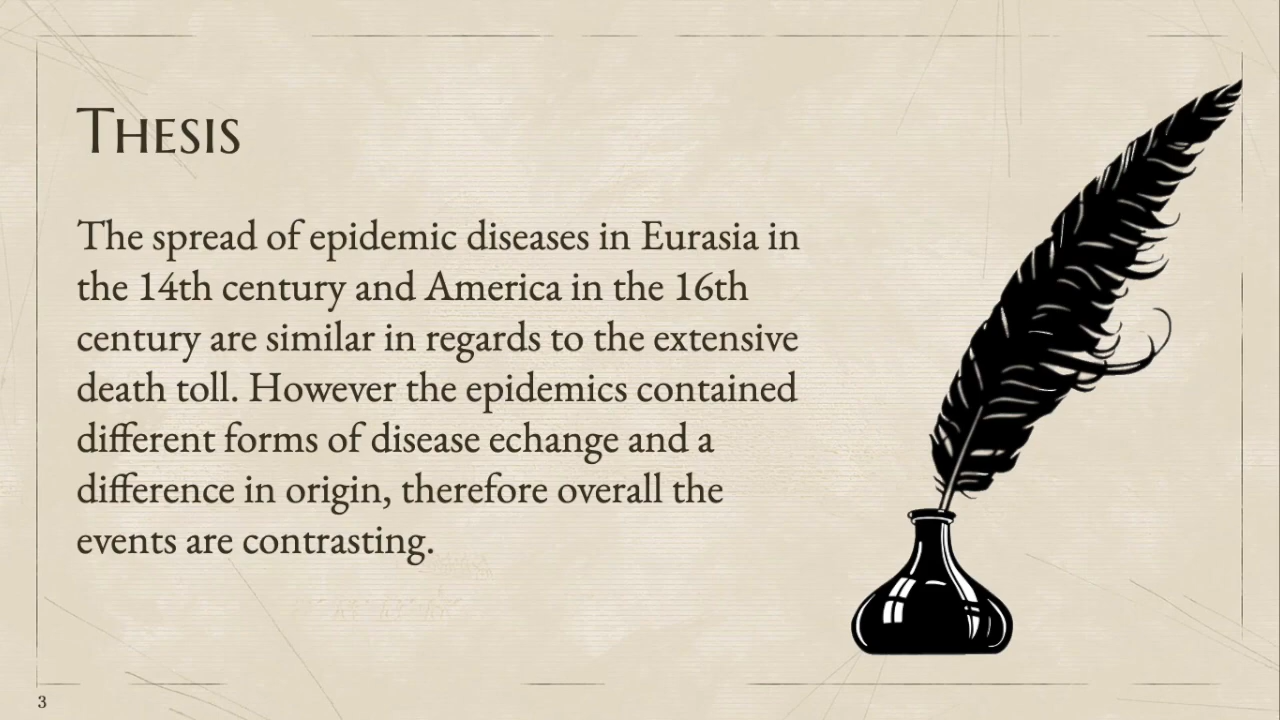 Thesis
The spread of epidemic diseases in Eurasia in
the 14th century and America in the 16th
century are similar in regards to the extensive
death toll. However the epidemics contained
different forms of disease echange and a
difference in origin, therefore overall the
events are contrasting.
3